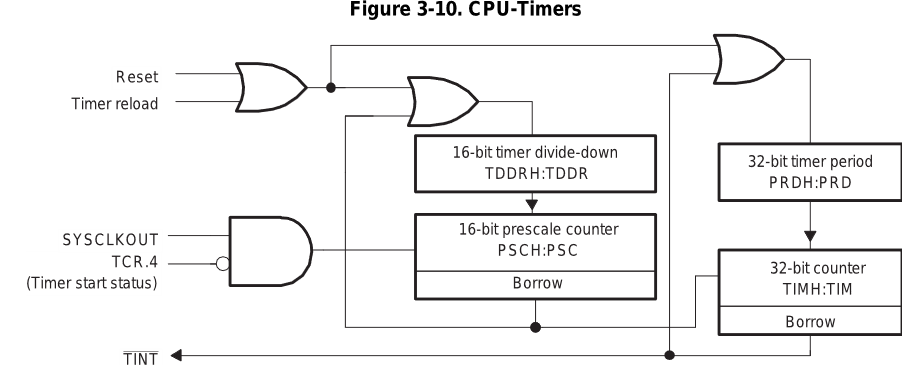 Figure 3-10. CPU-Timers
Reset
Timer reload
16-bit timer divide-down
TDDRH:TDDR
32-bit timer period
PRDH:PRD
16-bit prescale counter
PSCH:PSC
SYSCLKOUT
TCR.4
(Timer start status)
Borrow
32-bit counter
TIMH:TIM
Borrow
TINT